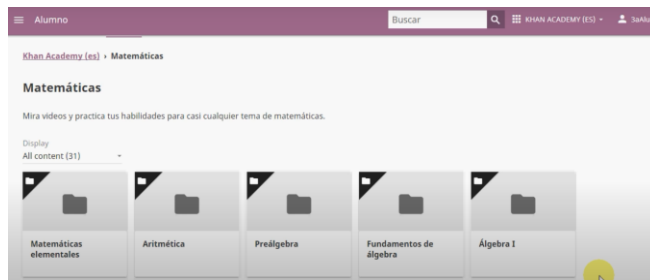 Alumno
Buscar
KHAN ACADEMY (ES)
3aAlu
Khan Academy (es) › Matemáticas
Matemáticas
Mira videos y practica tus habilidades para casi cualquier tema de matemáticas.
Display
All content (31)
Matemáticas
elementales
Aritmética
Preálgebra
Fundamentos de
álgebra
Álgebra I